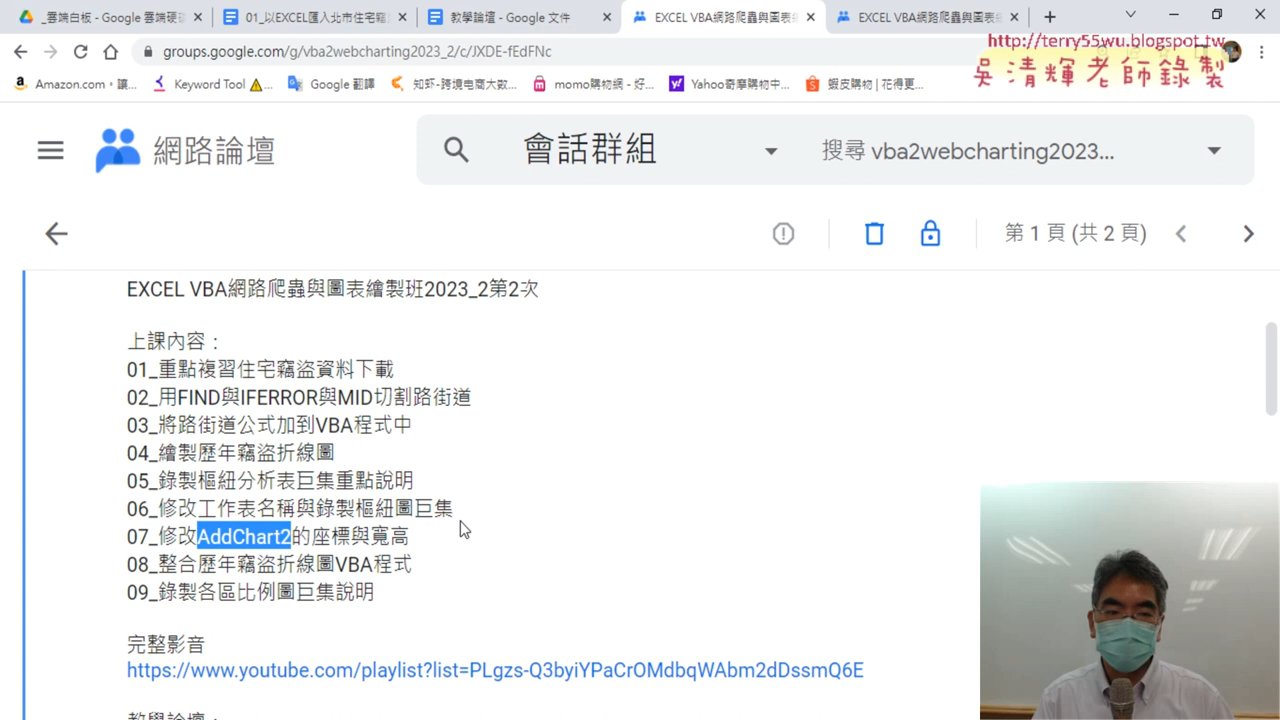 _雲端白板 - Google 雲端硬
01_以EXCEL匯入北市住宅竊
教學論壇 - Google 文件
EXCEL VBA網路爬蟲與圖表
EXCEL VBA網路爬蟲與圖表
groups.google.com/g/vba2webcharting2023_2/c/JXDE-fEdFNc
http://terry55wu.blogspot.tw
吳清輝老師錄製
Amazon.com。讓...
Keyword Tool
Google 翻譯
知虾-跨境电商大数...
momo購物網 - 好...
Yahoo奇摩購物中...
蝦皮購物 | 花得更...
網路論壇
會話群組
搜尋 vba2webcharting2023...
第 1 頁 (共 2 頁)
EXCEL VBA網路爬蟲與圖表繪製班2023_2第2次
上課內容：
01_重點複習住宅竊盜資料下載
02_用FIND與IFERROR與MID切割路街道
03_將路街道公式加到VBA程式中
04_繪製歷年竊盜折線圖
05_錄製樞紐分析表巨集重點說明
06_修改工作表名稱與錄製樞紐圖巨集
07_修改AddChart2的座標與寬高
08_整合歷年竊盜折線圖VBA程式
09_錄製各區比例圖巨集說明
完整影音
https://www.youtube.com/playlist?list=PLgzs-Q3byiYPaCrOMdbqWAbm2dDssmQ6E
教學論壇：